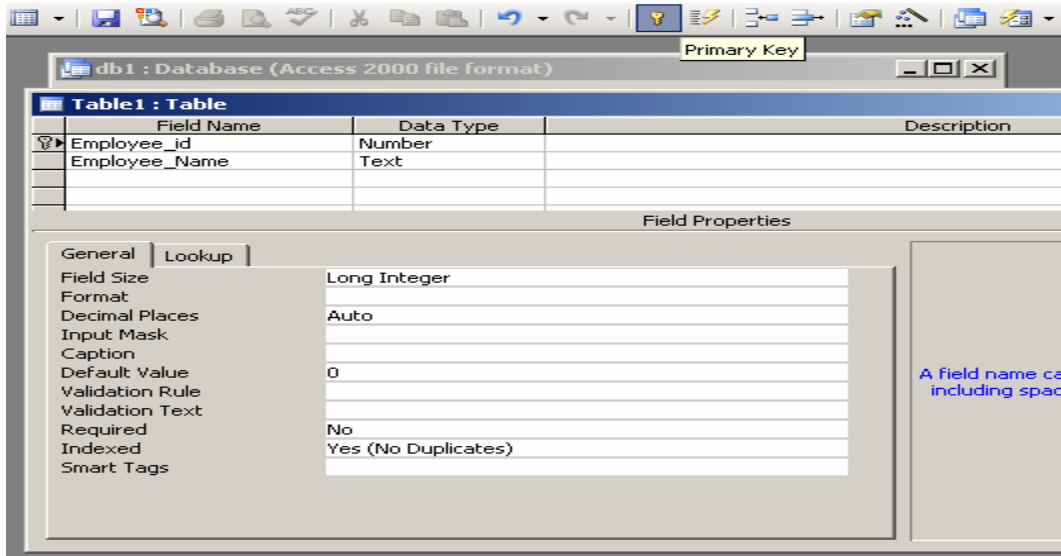 ABC
Primary Key
db1 : Database (Access 2000 file format)
Table1 : Table
Field Name Data Type Description
Employee_id Number
Employee_Name Text
Field Properties
General Lookup
Field Size Long Integer
Format
Decimal Places Auto
Input Mask
Caption
Default Value 0
Validation Rule
Validation Text
Required No
Indexed Yes (No Duplicates)
Smart Tags
A field name ca
including spac